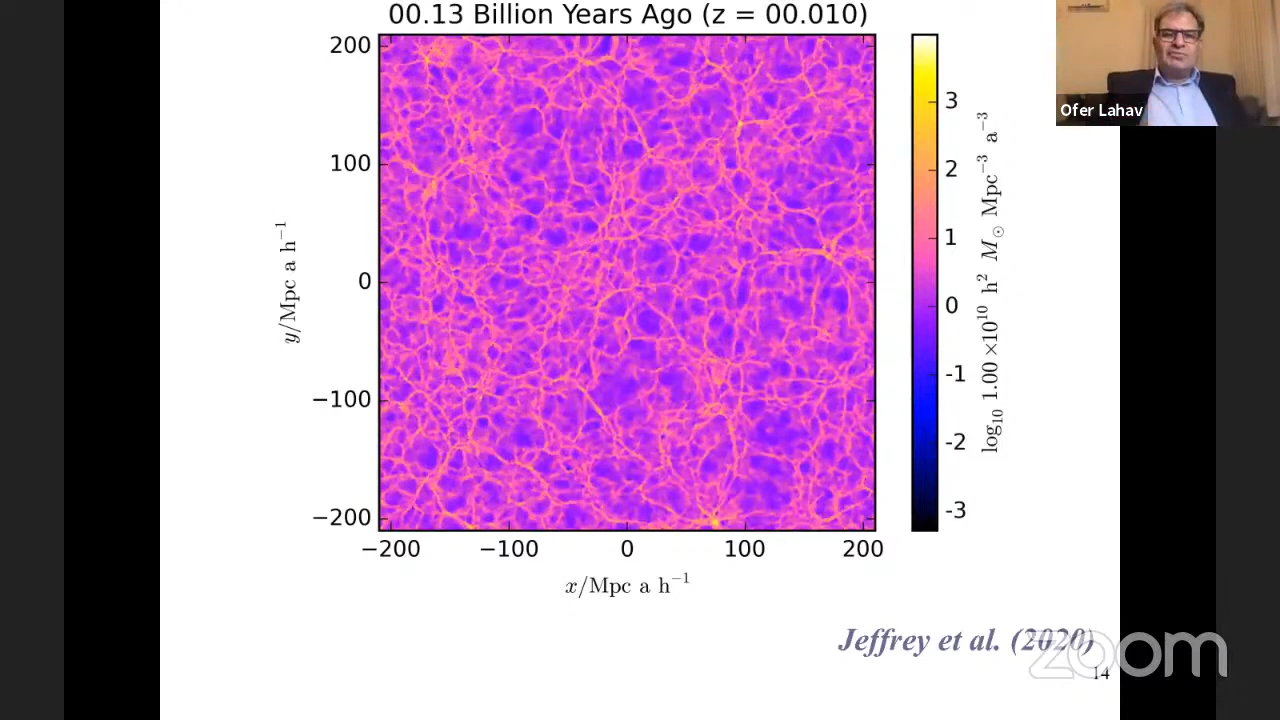 00.13 Billion Years Ago (z = 00.010)
Ofer Lahav
200
100
0
−100
−200
y/Mpc a h⁻¹
−200 −100 0 100 200
x/Mpc a h⁻¹
3
2
1
0
-1
-2
-3
log₁₀ 1.00 ×10¹⁰ h² M☉ Mpc⁻³ a⁻³
Jeffrey et al. (2020)
zoom
14